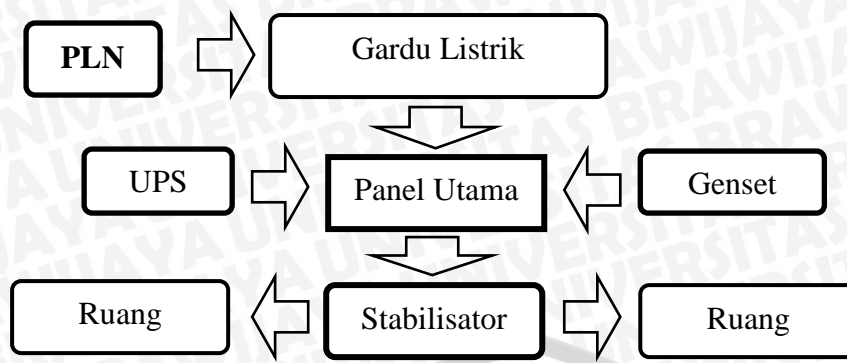 PLN
Gardu Listrik
UPS
Panel Utama
Genset
Ruang
Stabilisator
Ruang